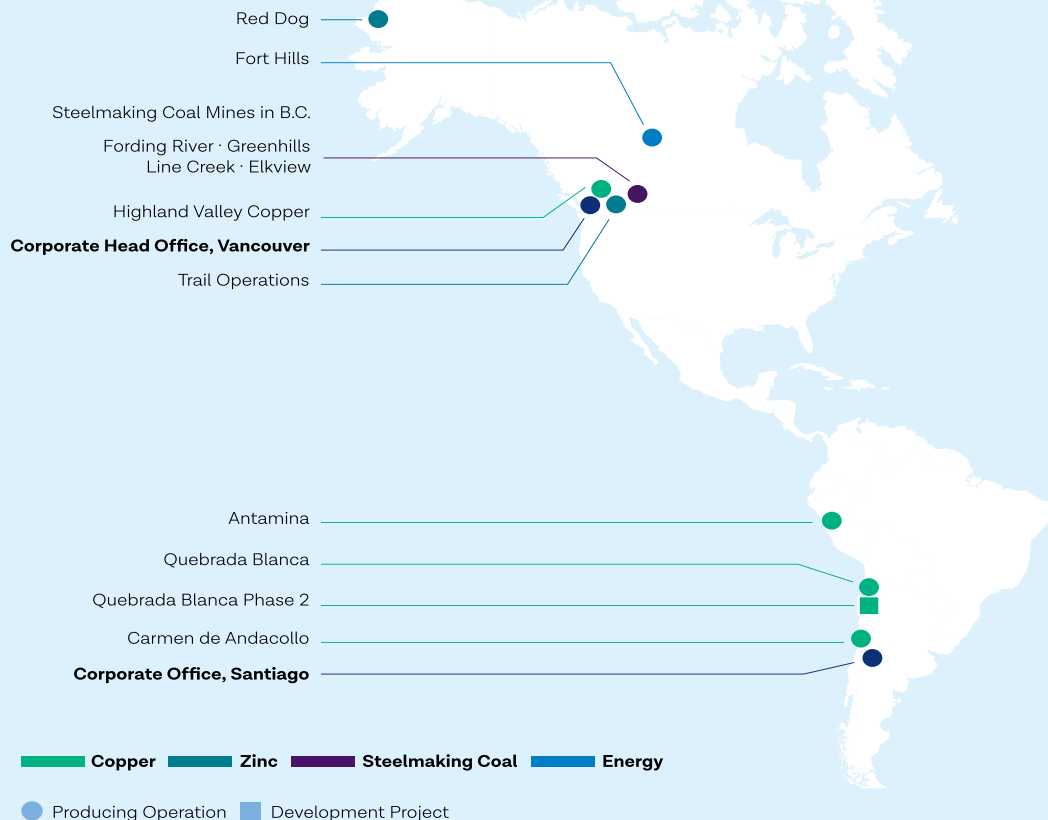 Red Dog
Fort Hills
Steelmaking Coal Mines in B.C.
Fording River · Greenhills
Line Creek · Elkview
Highland Valley Copper
Corporate Head Office, Vancouver
Trail Operations
Antamina
Quebrada Blanca
Quebrada Blanca Phase 2
Carmen de Andacollo
Corporate Office, Santiago
Copper Zinc Steelmaking Coal Energy
Producing Operation Development Project